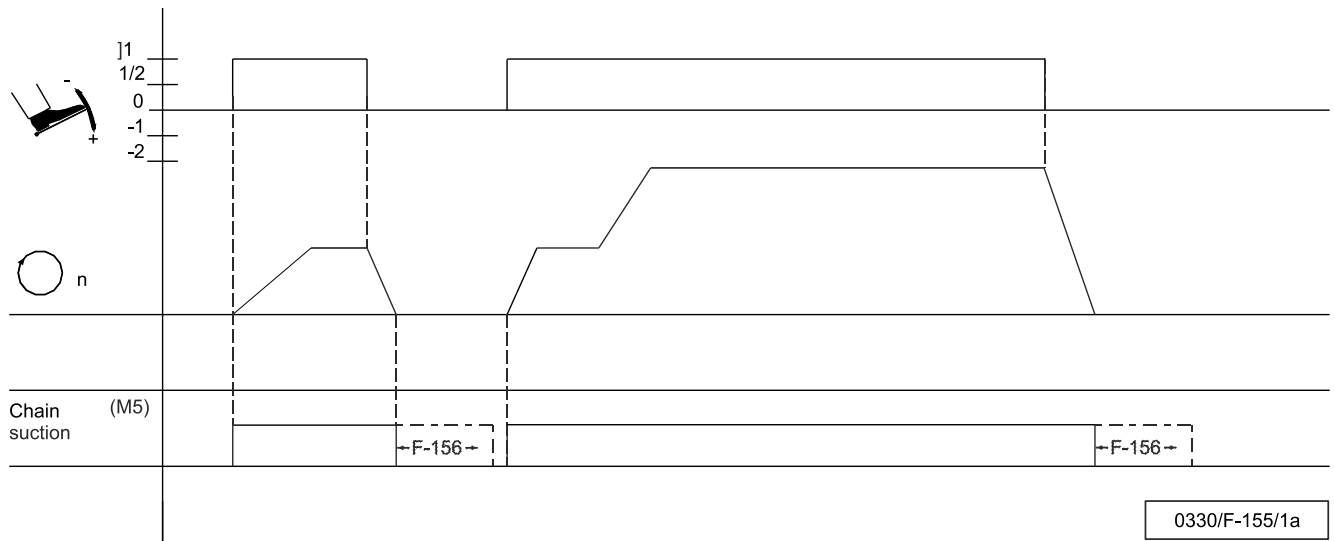 ]1
1/2
0
-1
-2
-
+
n
Chain (M5)
suction
F-156
F-156
0330/F-155/1a